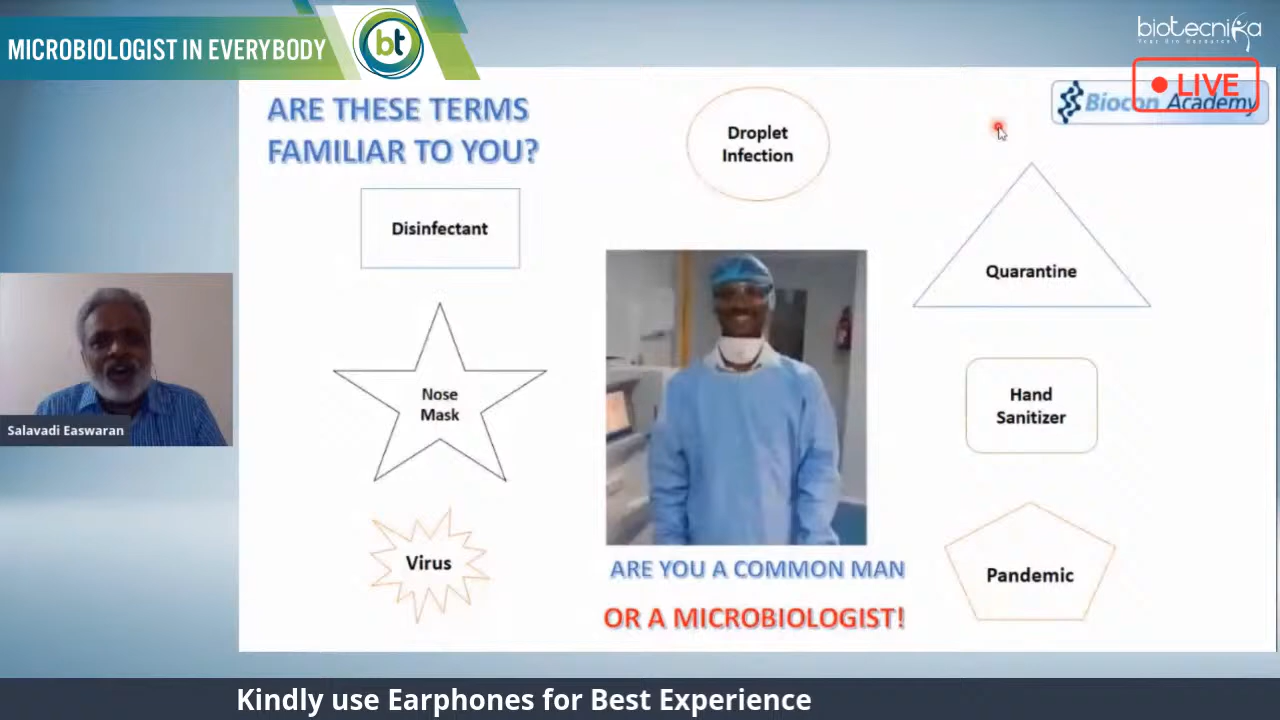 MICROBIOLOGIST IN EVERYBODY
bt
biotecnika
LIVE
Biocon Academy
ARE THESE TERMS
FAMILIAR TO YOU?
Droplet
Infection
Disinfectant
Quarantine
Nose
Mask
Hand
Sanitizer
Salavadi Easwaran
Virus
Pandemic
ARE YOU A COMMON MAN
OR A MICROBIOLOGIST!
Kindly use Earphones for Best Experience